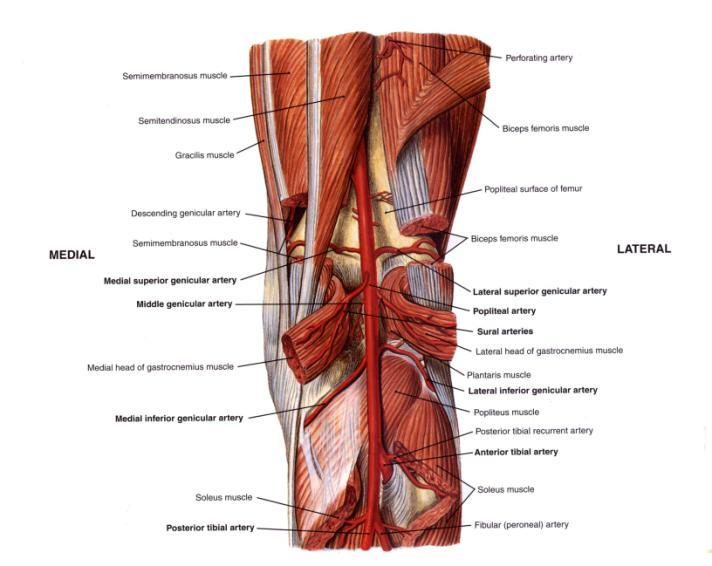 Semimembranosus muscle
Semitendinosus muscle
Gracilis muscle
Descending genicular artery
Semimembranosus muscle
MEDIAL
Medial superior genicular artery
Middle genicular artery
Medial head of gastrocnemius muscle
Medial inferior genicular artery
Soleus muscle
Posterior tibial artery
Perforating artery
Biceps femoris muscle
Popliteal surface of femur
Biceps femoris muscle
LATERAL
Lateral superior genicular artery
Popliteal artery
Sural arteries
Lateral head of gastrocnemius muscle
Plantaris muscle
Lateral inferior genicular artery
Popliteus muscle
Posterior tibial recurrent artery
Anterior tibial artery
Soleus muscle
Fibular (peroneal) artery